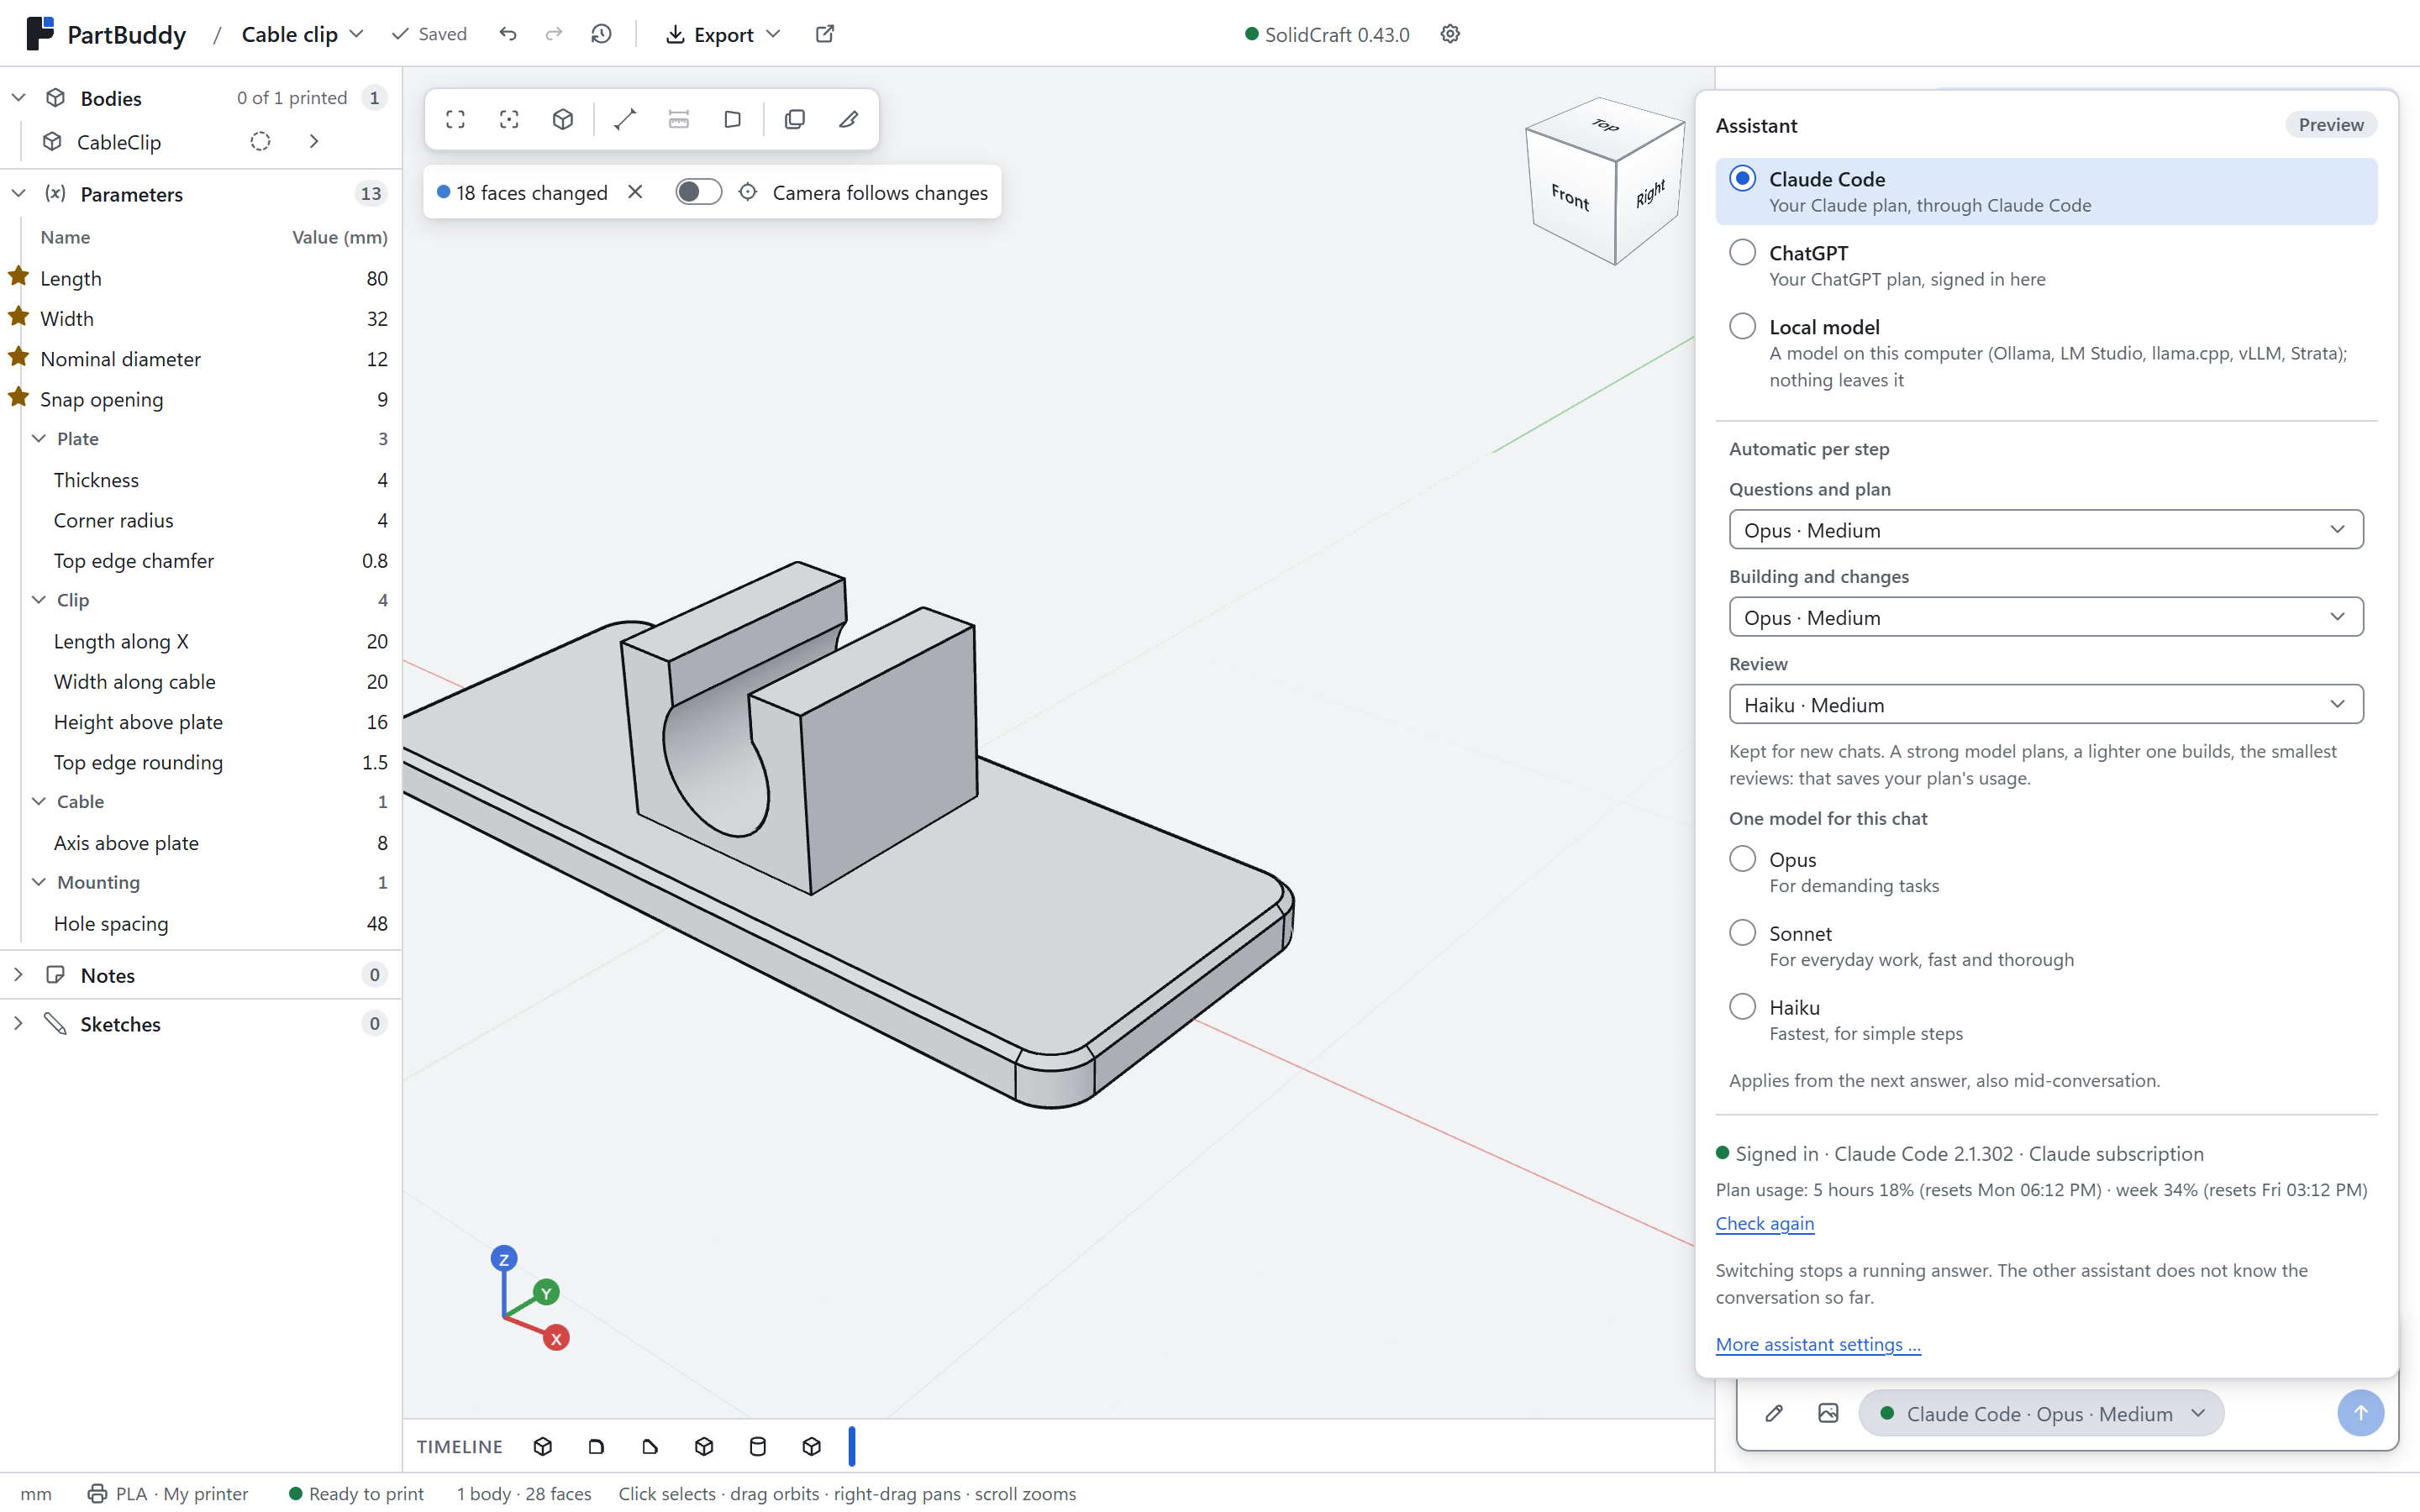 PartBuddy / Cable clip Saved Export SolidCraft 0.43.0
Bodies 0 of 1 printed 1
CableClip
(x) Parameters 13
Name Value (mm)
Length 80
Width 32
Nominal diameter 12
Snap opening 9
Plate 3
Thickness 4
Corner radius 4
Top edge chamfer 0.8
Clip 4
Length along X 20
Width along cable 20
Height above plate 16
Top edge rounding 1.5
Cable 1
Axis above plate 8
Mounting 1
Hole spacing 48
Notes 0
Sketches 0
18 faces changed Camera follows changes
Top
Front
Right
Z
Y
X
Assistant Preview
Claude Code
Your Claude plan, through Claude Code
ChatGPT
Your ChatGPT plan, signed in here
Local model
A model on this computer (Ollama, LM Studio, llama.cpp, vLLM, Strata);
nothing leaves it
Automatic per step
Questions and plan
Opus · Medium
Building and changes
Opus · Medium
Review
Haiku · Medium
Kept for new chats. A strong model plans, a lighter one builds, the smallest
reviews: that saves your plan's usage.
One model for this chat
Opus
For demanding tasks
Sonnet
For everyday work, fast and thorough
Haiku
Fastest, for simple steps
Applies from the next answer, also mid-conversation.
Signed in · Claude Code 2.1.302 · Claude subscription
Plan usage: 5 hours 18% (resets Mon 06:12 PM) · week 34% (resets Fri 03:12 PM)
Check again
Switching stops a running answer. The other assistant does not know the
conversation so far.
More assistant settings ...
Claude Code · Opus · Medium
TIMELINE
mm PLA · My printer Ready to print 1 body · 28 faces Click selects · drag orbits · right-drag pans · scroll zooms